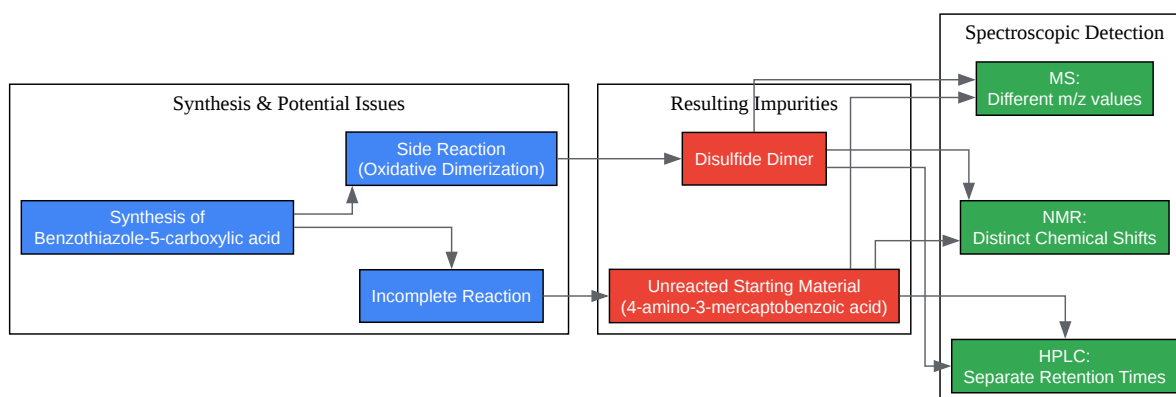 Synthesis & Potential Issues
Side Reaction
(Oxidative Dimerization)
Synthesis of
Benzothiazole-5-carboxylic acid
Incomplete Reaction
Resulting Impurities
Disulfide Dimer
Unreacted Starting Material
(4-amino-3-mercaptobenzoic acid)
Spectroscopic Detection
MS:
Different m/z values
NMR:
Distinct Chemical Shifts
HPLC:
Separate Retention Times